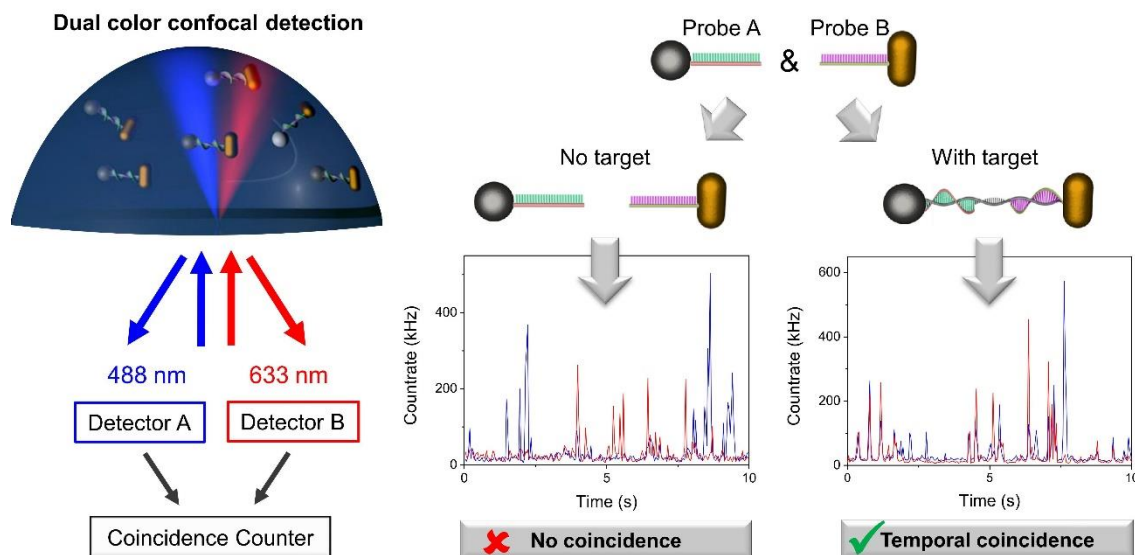 Dual color confocal detection
488 nm
633 nm
Detector A
Detector B
Coincidence Counter
Probe A
&
Probe B
No target
With target
Countrate (kHz)
400
200
0
0
5
10
Time (s)
No coincidence
Countrate (kHz)
600
400
200
0
0
5
10
Time (s)
Temporal coincidence